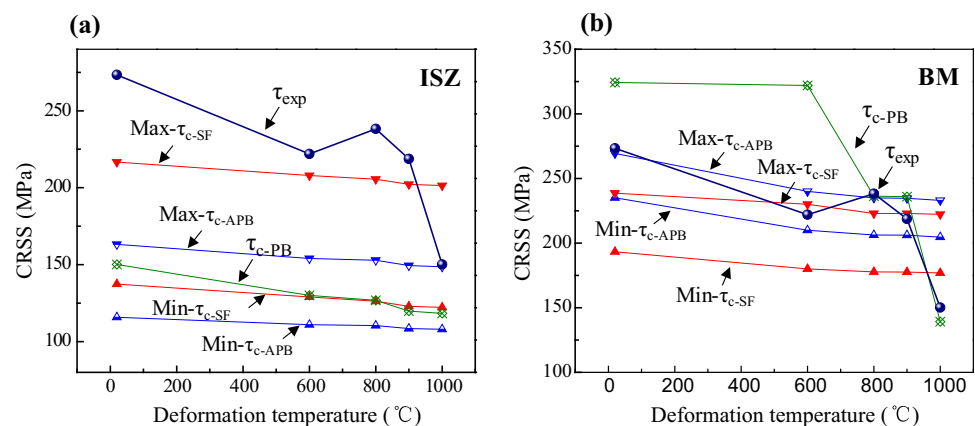 (a)
ISZ
τexp
Max-τc-SF
Max-τc-APB
τc-PB
Min-τc-SF
Min-τc-APB
250
200
150
100
CRSS (MPa)
0 200 400 600 800 1000
Deformation temperature (℃)
(b)
BM
τc-PB
Max-τc-APB
Max-τc-SF
τexp
Min-τc-APB
Min-τc-SF
350
300
250
200
150
100
CRSS (MPa)
0 200 400 600 800 1000
Deformation temperature (℃)